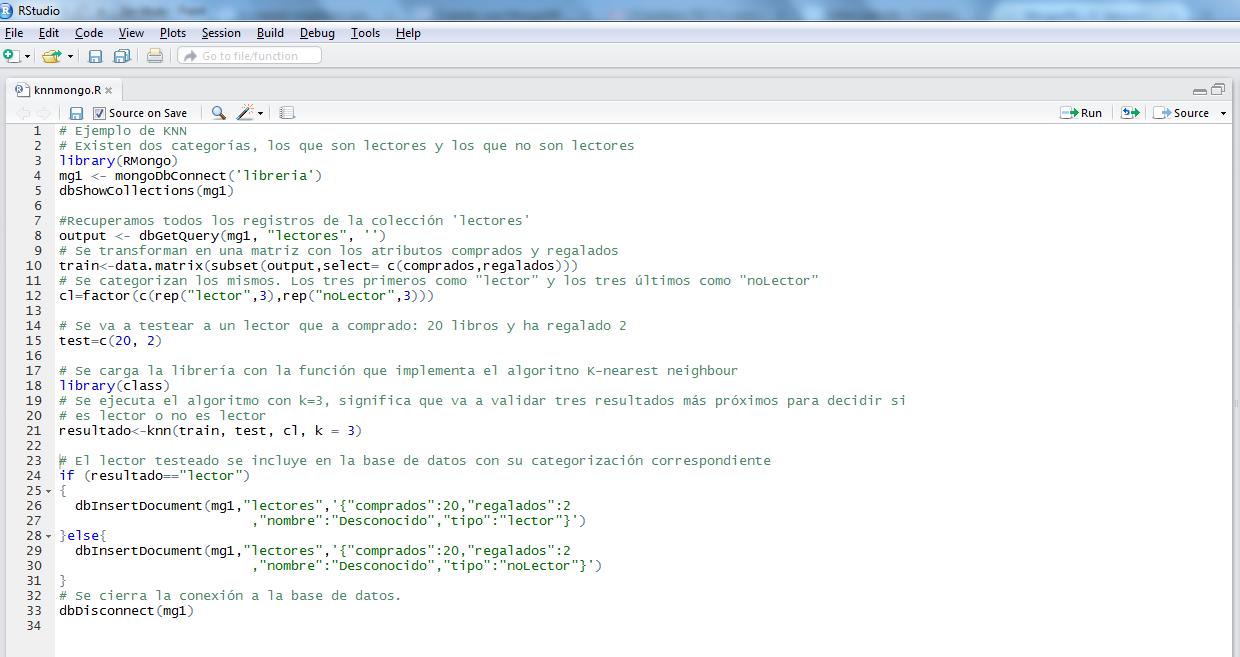 RStudio
File Edit Code View Plots Session Build Debug Tools Help
Go to file/function
knnmongo.R
Source on Save Run Source
1 # Ejemplo de KNN
2 # Existen dos categorías, los que son lectores y los que no son lectores
3 library(RMongo)
4 mg1 <- mongoDbConnect('libreria')
5 dbShowCollections(mg1)
6
7 #Recuperamos todos los registros de la colección 'lectores'
8 output <- dbGetQuery(mg1, "lectores", '')
9 # Se transforman en una matriz con los atributos comprados y regalados
10 train<-data.matrix(subset(output,select= c(comprados,regalados)))
11 # Se categorizan los mismos. Los tres primeros como "lector" y los tres últimos como "noLector"
12 cl=factor(c(rep("lector",3),rep("noLector",3)))
13
14 # Se va a testear a un lector que a comprado: 20 libros y ha regalado 2
15 test=c(20, 2)
16
17 # Se carga la librería con la función que implementa el algoritno K-nearest neighbour
18 library(class)
19 # Se ejecuta el algoritmo con k=3, significa que va a validar tres resultados más próximos para decidir si
20 # es lector o no es lector
21 resultado<-knn(train, test, cl, k = 3)
22
23 # El lector testeado se incluye en la base de datos con su categorización correspondiente
24 if (resultado=="lector")
25 {
26 dbInsertDocument(mg1,"lectores",'{"comprados":20,"regalados":2
27 ,"nombre":"Desconocido","tipo":"lector"}')
28 }else{
29 dbInsertDocument(mg1,"lectores",'{"comprados":20,"regalados":2
30 ,"nombre":"Desconocido","tipo":"noLector"}')
31 }
32 # Se cierra la conexión a la base de datos.
33 dbDisconnect(mg1)
34